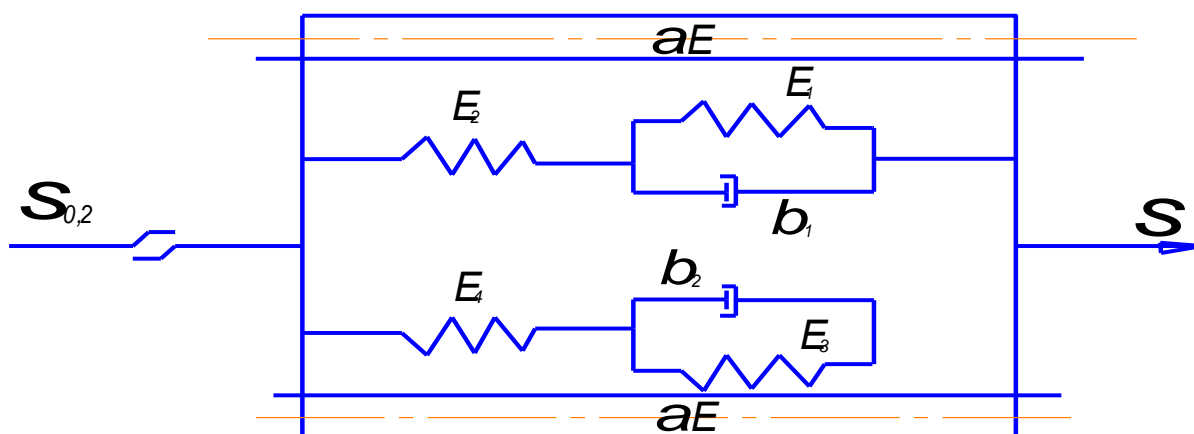 aE
E₁
E₂
S₀,₂
b₁
S
b₂
E₄
E₃
aE